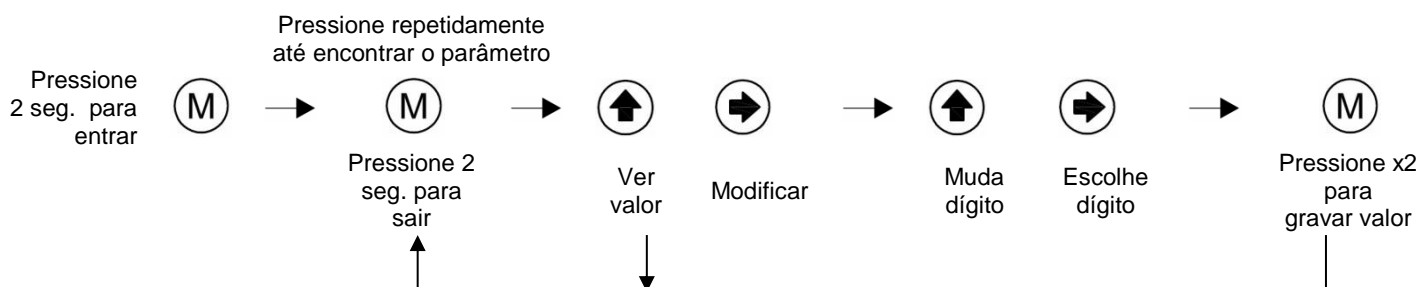 Pressione repetidamente
até encontrar o parâmetro
Pressione
2 seg. para
entrar
M
M
M
Pressione 2
seg. para
sair
Ver
valor
Modificar
Muda
dígito
Escolhe
dígito
Pressione x2
para
gravar valor